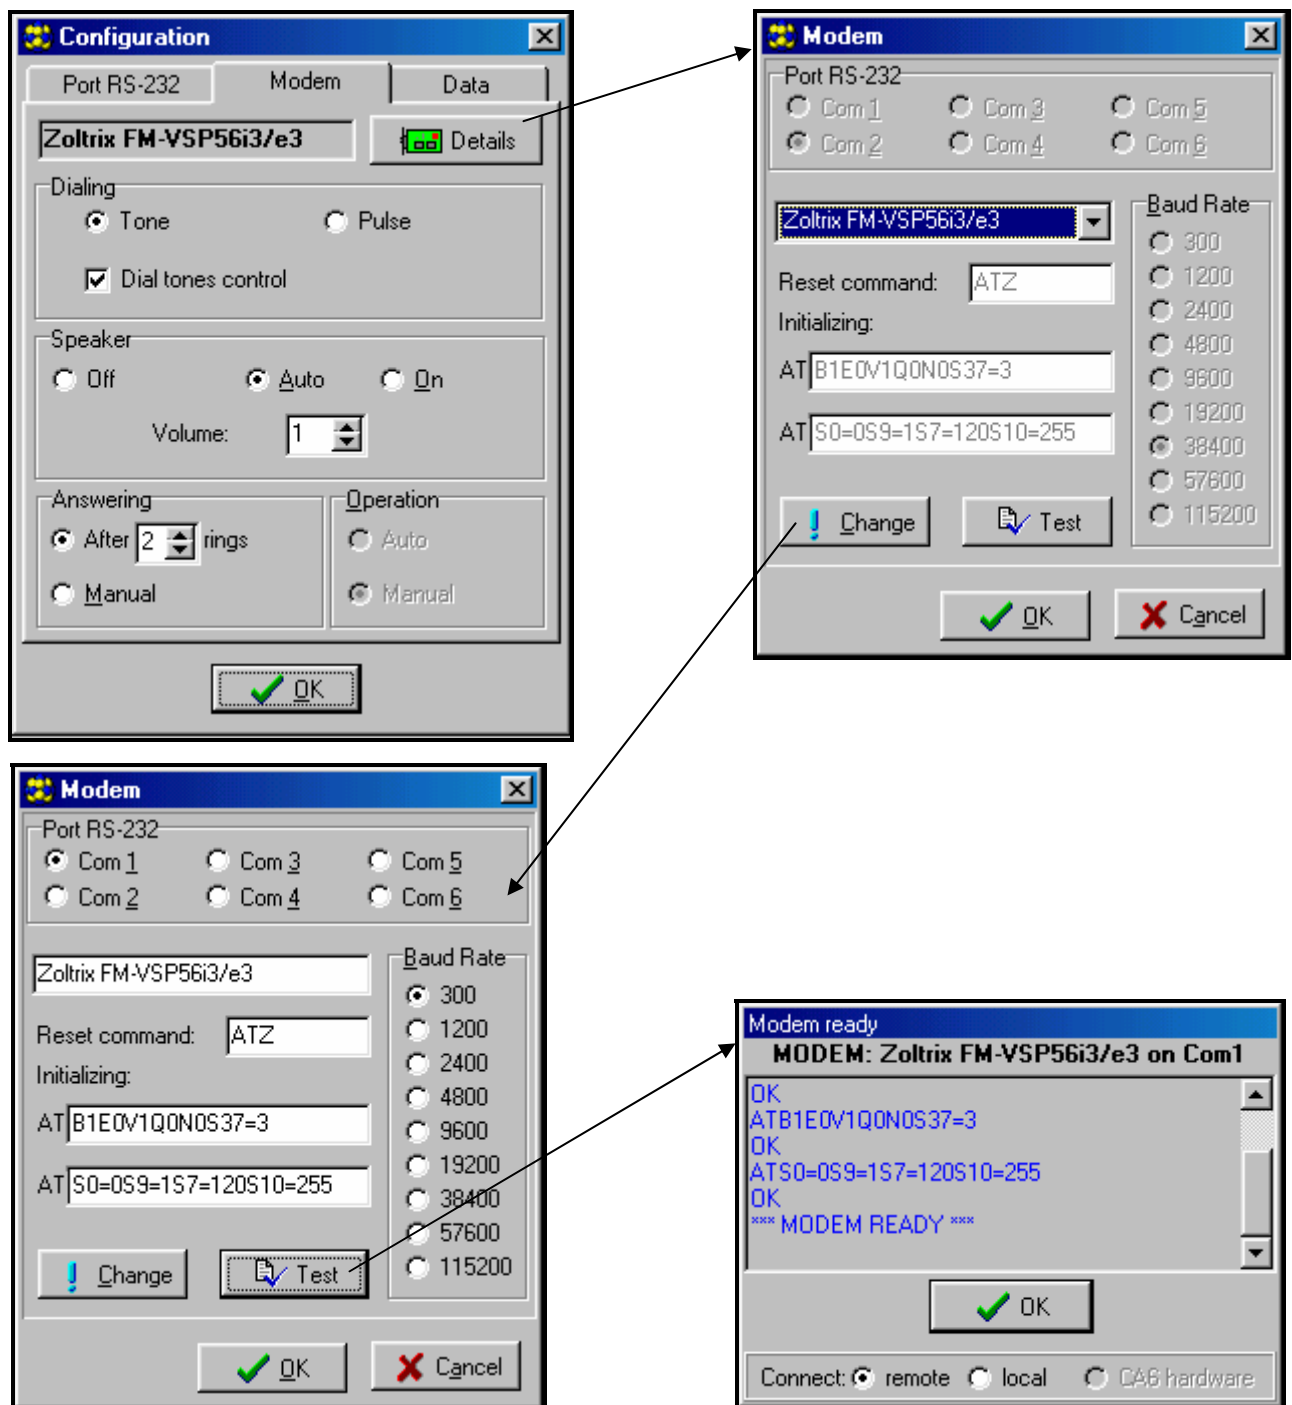 Configuration
Port RS-232
Modem
Data
Zoltrix FM-VSP56i3/e3
Details
Dialing
Tone
Pulse
Dial tones control
Speaker
Off
Auto
On
Volume:
1
Answering
After 2 rings
Manual
Operation
Auto
Manual
OK
Modem
Port RS-232
Com 1
Com 3
Com 5
Com 2
Com 4
Com 6
Zoltrix FM-VSP56i3/e3
Reset command: ATZ
Initializing:
AT B1E0V1Q0N0S37=3
AT S0=0S9=1S7=120S10=255
Baud Rate
300
1200
2400
4800
9600
19200
38400
57600
115200
Change
Test
OK
Cancel
Modem
Port RS-232
Com 1
Com 3
Com 5
Com 2
Com 4
Com 6
Zoltrix FM-VSP56i3/e3
Reset command: ATZ
Initializing:
AT B1E0V1Q0N0S37=3
AT S0=0S9=1S7=120S10=255
Baud Rate
300
1200
2400
4800
9600
19200
38400
57600
115200
Change
Test
OK
Cancel
Modem ready
MODEM: Zoltrix FM-VSP56i3/e3 on Com1
OK
ATB1E0V1Q0N0S37=3
OK
ATS0=0S9=1S7=120S10=255
OK
*** MODEM READY ***
OK
Connect: remote local CA6 hardware